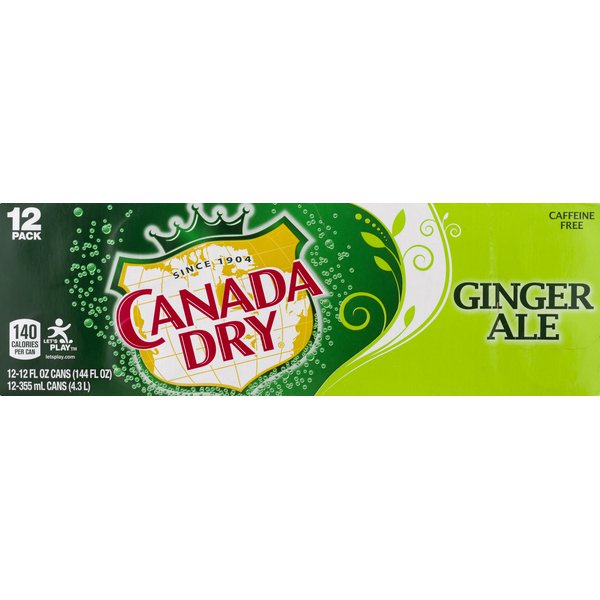 12
PACK
SINCE 1904
CANADA
DRY
140
CALORIES
PER CAN
LET'S
PLAY™
letsplay.com
12-12 FL OZ CANS (144 FL OZ)
12-355 mL CANS (4.3 L)
CAFFEINE
FREE
GINGER
ALE